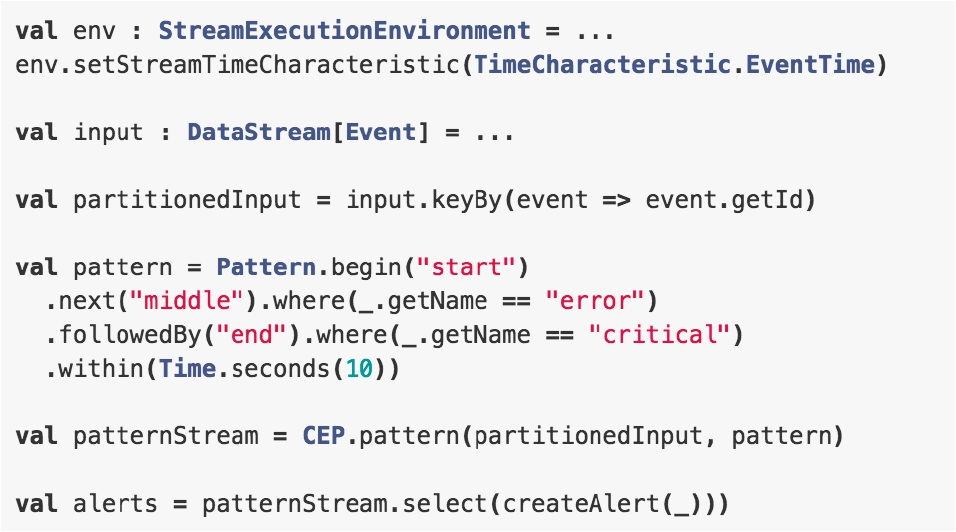 val env : StreamExecutionEnvironment = ...
env.setStreamTimeCharacteristic(TimeCharacteristic.EventTime)

val input : DataStream[Event] = ...

val partitionedInput = input.keyBy(event => event.getId)

val pattern = Pattern.begin("start")
  .next("middle").where(_.getName == "error")
  .followedBy("end").where(_.getName == "critical")
  .within(Time.seconds(10))

val patternStream = CEP.pattern(partitionedInput, pattern)

val alerts = patternStream.select(createAlert(_)))